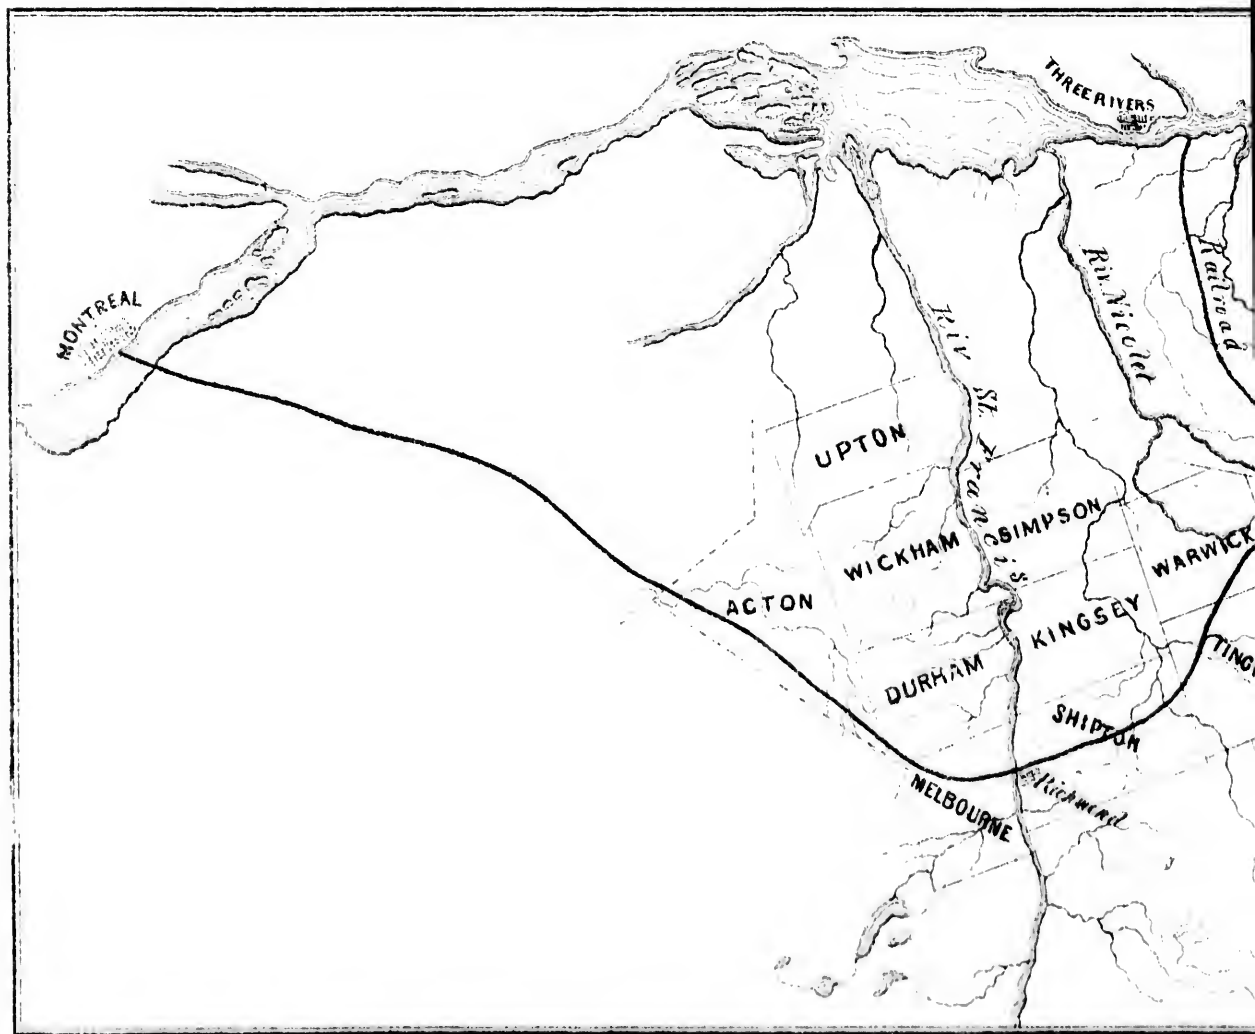 THREE RIVERS
MONTREAL
Railroad
Riv. Nicolet
Riv St. Francis
UPTON
SIMPSON
WICKHAM
WARWICK
ACTON
KINGSEY
DURHAM
TINGW
SHIPTON
Richmond
MELBOURNE